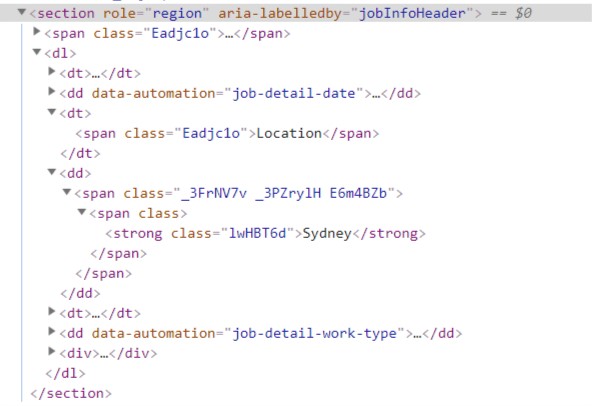 ▼<section role="region" aria-labelledby="jobInfoHeader"> == $0
▶<span class="Eadjc1o">…</span>
▼<dl>
▶<dt>…</dt>
▶<dd data-automation="job-detail-date">…</dd>
▼<dt>
<span class="Eadjc1o">Location</span>
</dt>
▼<dd>
▼<span class="_3FrNV7v _3PZrylH E6m4BZb">
▼<span class>
<strong class="lwHBT6d">Sydney</strong>
</span>
</span>
</dd>
▶<dt>…</dt>
▶<dd data-automation="job-detail-work-type">…</dd>
▶<div>…</div>
</dl>
</section>